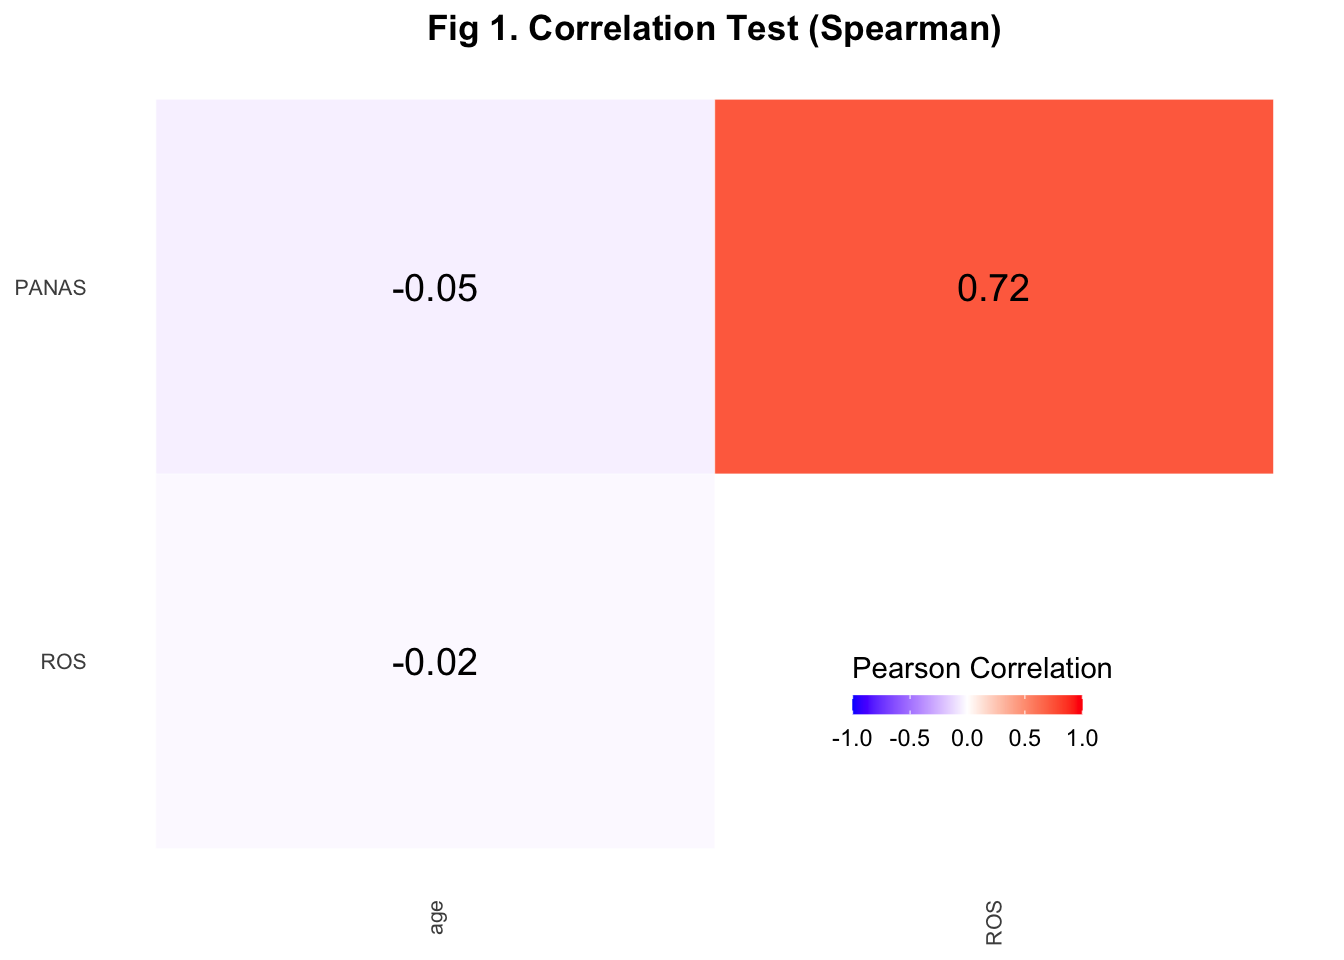 Fig 1. Correlation Test (Spearman)
PANAS
-0.05
0.72
ROS
-0.02
Pearson Correlation
-1.0 -0.5 0.0 0.5 1.0
age
ROS